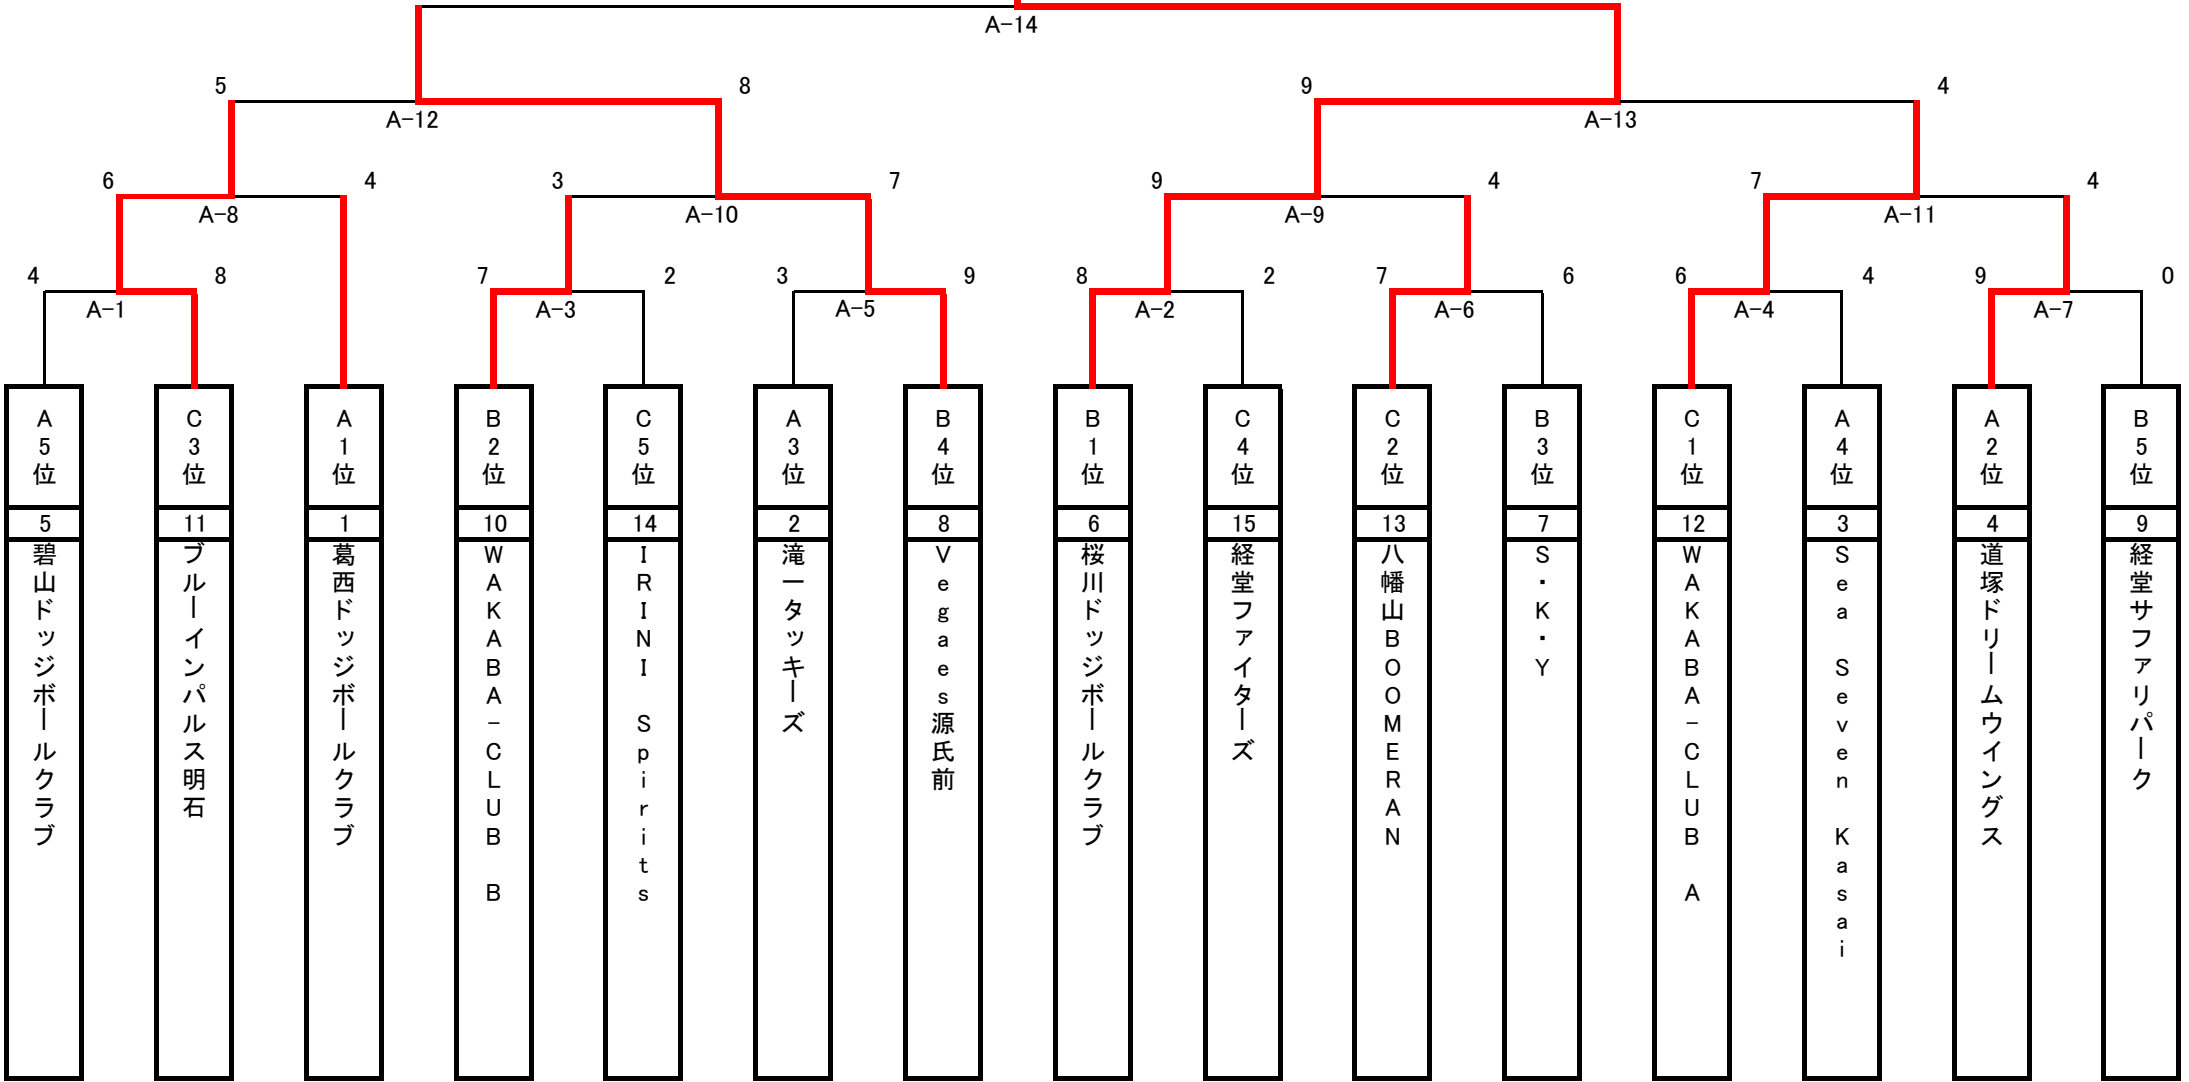 A-14
5 8 9 4
A-12 A-13
6 4 3 7 9 4 7 4
A-8 A-10 A-9 A-11
4 8 7 2 3 9 8 2 7 6 6 4 9 0
A-1 A-3 A-5 A-2 A-6 A-4 A-7
A5位
5
碧山ドッジボールクラブ
C3位
11
ブルーインパルス明石
A1位
1
葛西ドッジボールクラブ
B2位
10
WAKABA-CLUB B
C5位
14
IRINI Spirits
A3位
2
滝一タッキーズ
B4位
8
Vegaes源氏前
B1位
6
桜川ドッジボールクラブ
C4位
15
経堂ファイターズ
C2位
13
八幡山BOOMERAN
B3位
7
S・K・Y
C1位
12
WAKABA-CLUB A
A4位
3
Sea Seven Kasai
A2位
4
道塚ドリームウイングス
B5位
9
経堂サファリパーク